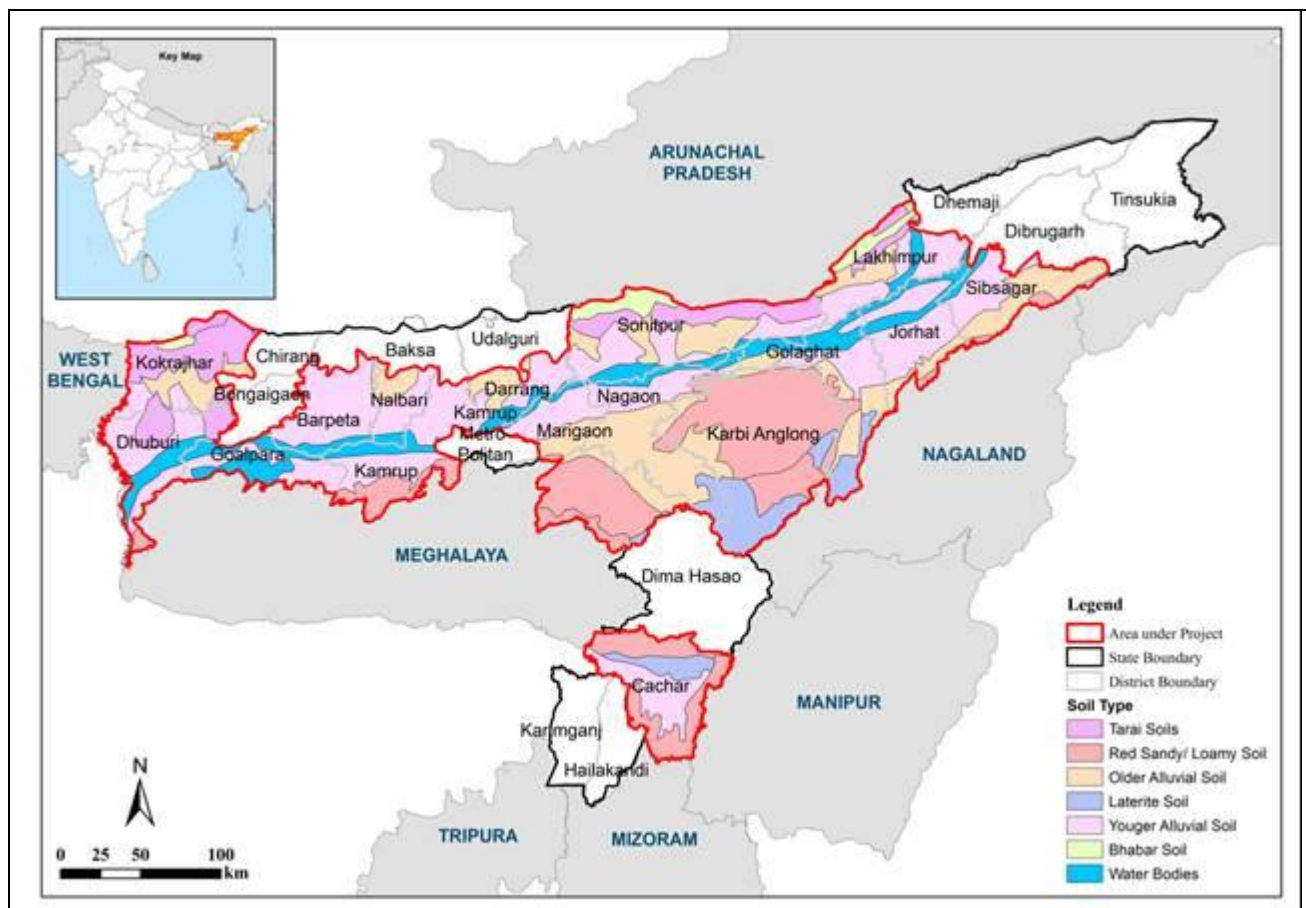 Key Map
ARUNACHAL
PRADESH
Dhemaji
Tinsukia
Dibrugarh
Lakhimpur
Sibsagar
WEST
BENGAL
Kokrajhar
Chirang
Baksa
Udalguri
Sonitpur
Jorhat
Golaghat
Bongaigaon
Nalbari
Darrang
Nagaon
Barpeta
Kamrup
Metro
Politan
Marigaon
Karbi Anglong
Dhuburi
Goalpara
Kamrup
NAGALAND
MEGHALAYA
Dima Hasao
Cachar
MANIPUR
Karimganj
Hailakandi
TRIPURA
MIZORAM
N
0 25 50 100
km
Legend
Area under Project
State Boundary
District Boundary
Soil Type
Tarai Soils
Red Sandy/ Loamy Soil
Older Alluvial Soil
Laterite Soil
Youger Alluvial Soil
Bhabar Soil
Water Bodies